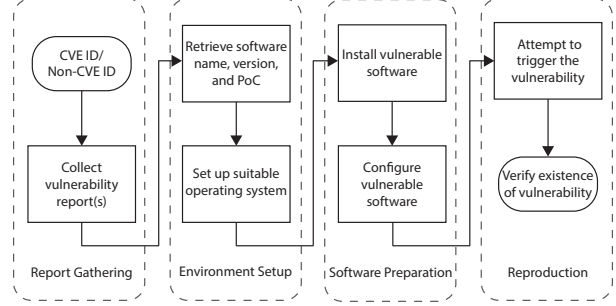 CVE ID/
Non-CVE ID
Collect
vulnerability
report(s)
Report Gathering
Retrieve software
name, version,
and PoC
Set up suitable
operating system
Environment Setup
Install vulnerable
software
Configure
vulnerable
software
Software Preparation
Attempt to
trigger the
vulnerability
Verify existence
of vulnerability
Reproduction